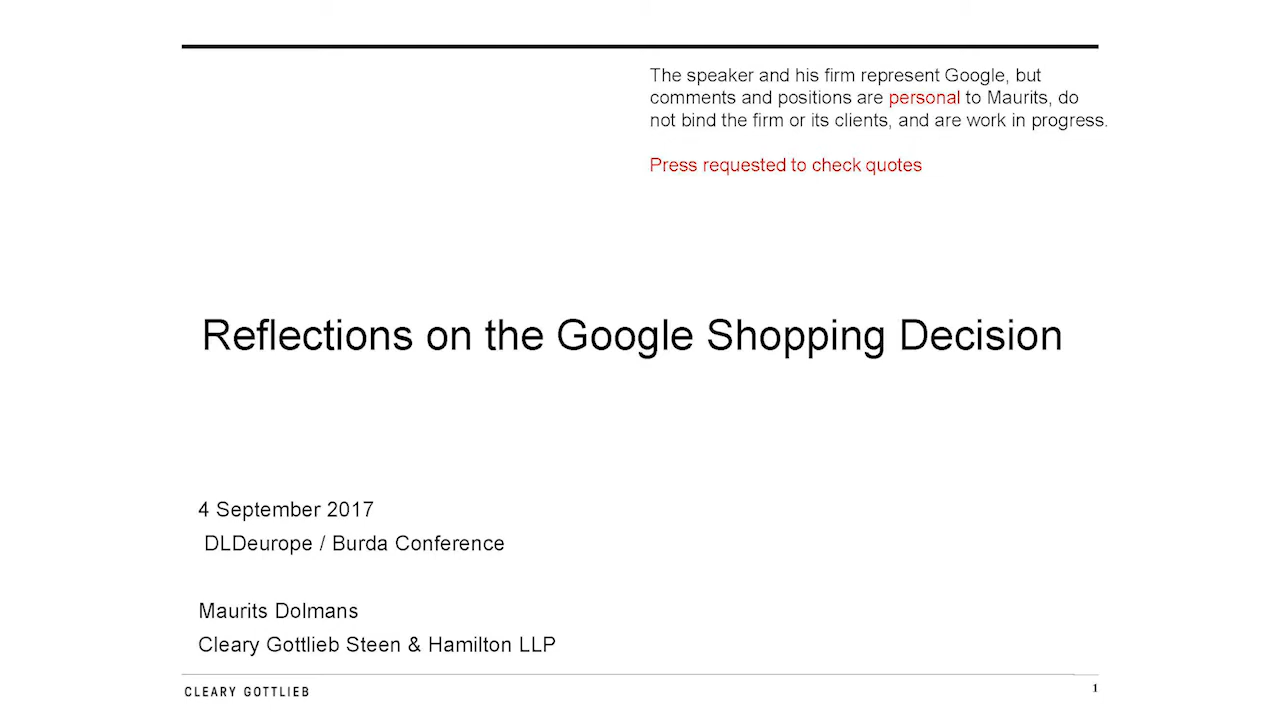 The speaker and his firm represent Google, but
comments and positions are personal to Maurits, do
not bind the firm or its clients, and are work in progress.
Press requested to check quotes
Reflections on the Google Shopping Decision
4 September 2017
DLDeurope / Burda Conference
Maurits Dolmans
Cleary Gottlieb Steen & Hamilton LLP
CLEARY GOTTLIEB
1